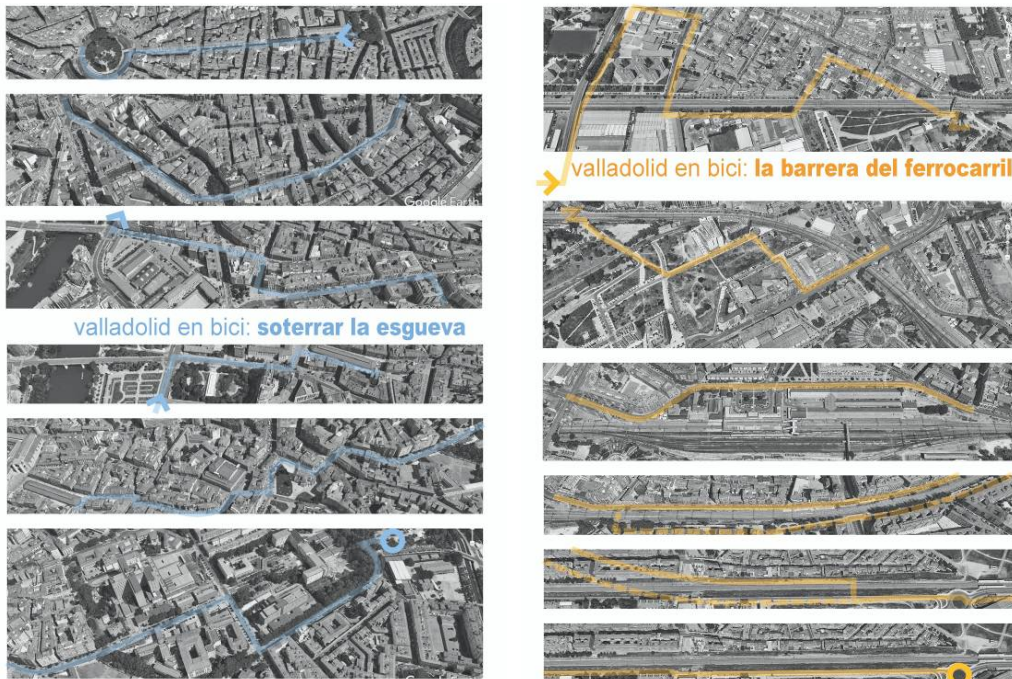 Google Earth
valladolid en bici: soterrar la esgueva
valladolid en bici: la barrera del ferrocarril